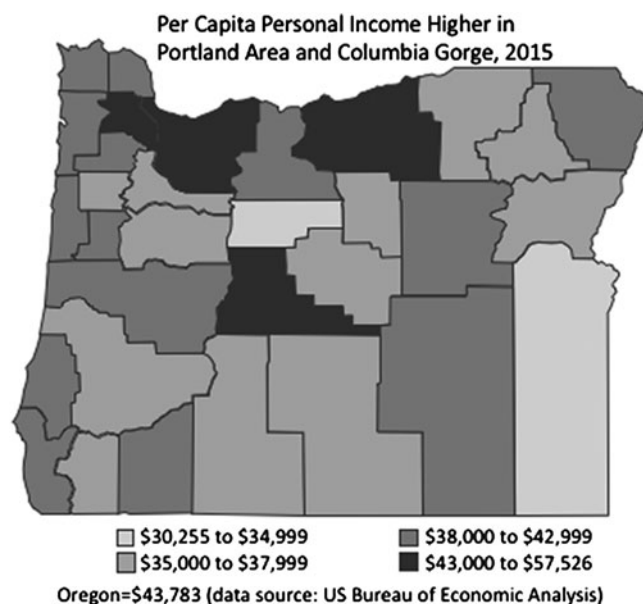 Per Capita Personal Income Higher in
Portland Area and Columbia Gorge, 2015
$30,255 to $34,999
$38,000 to $42,999
$35,000 to $37,999
$43,000 to $57,526
Oregon=$43,783 (data source: US Bureau of Economic Analysis)